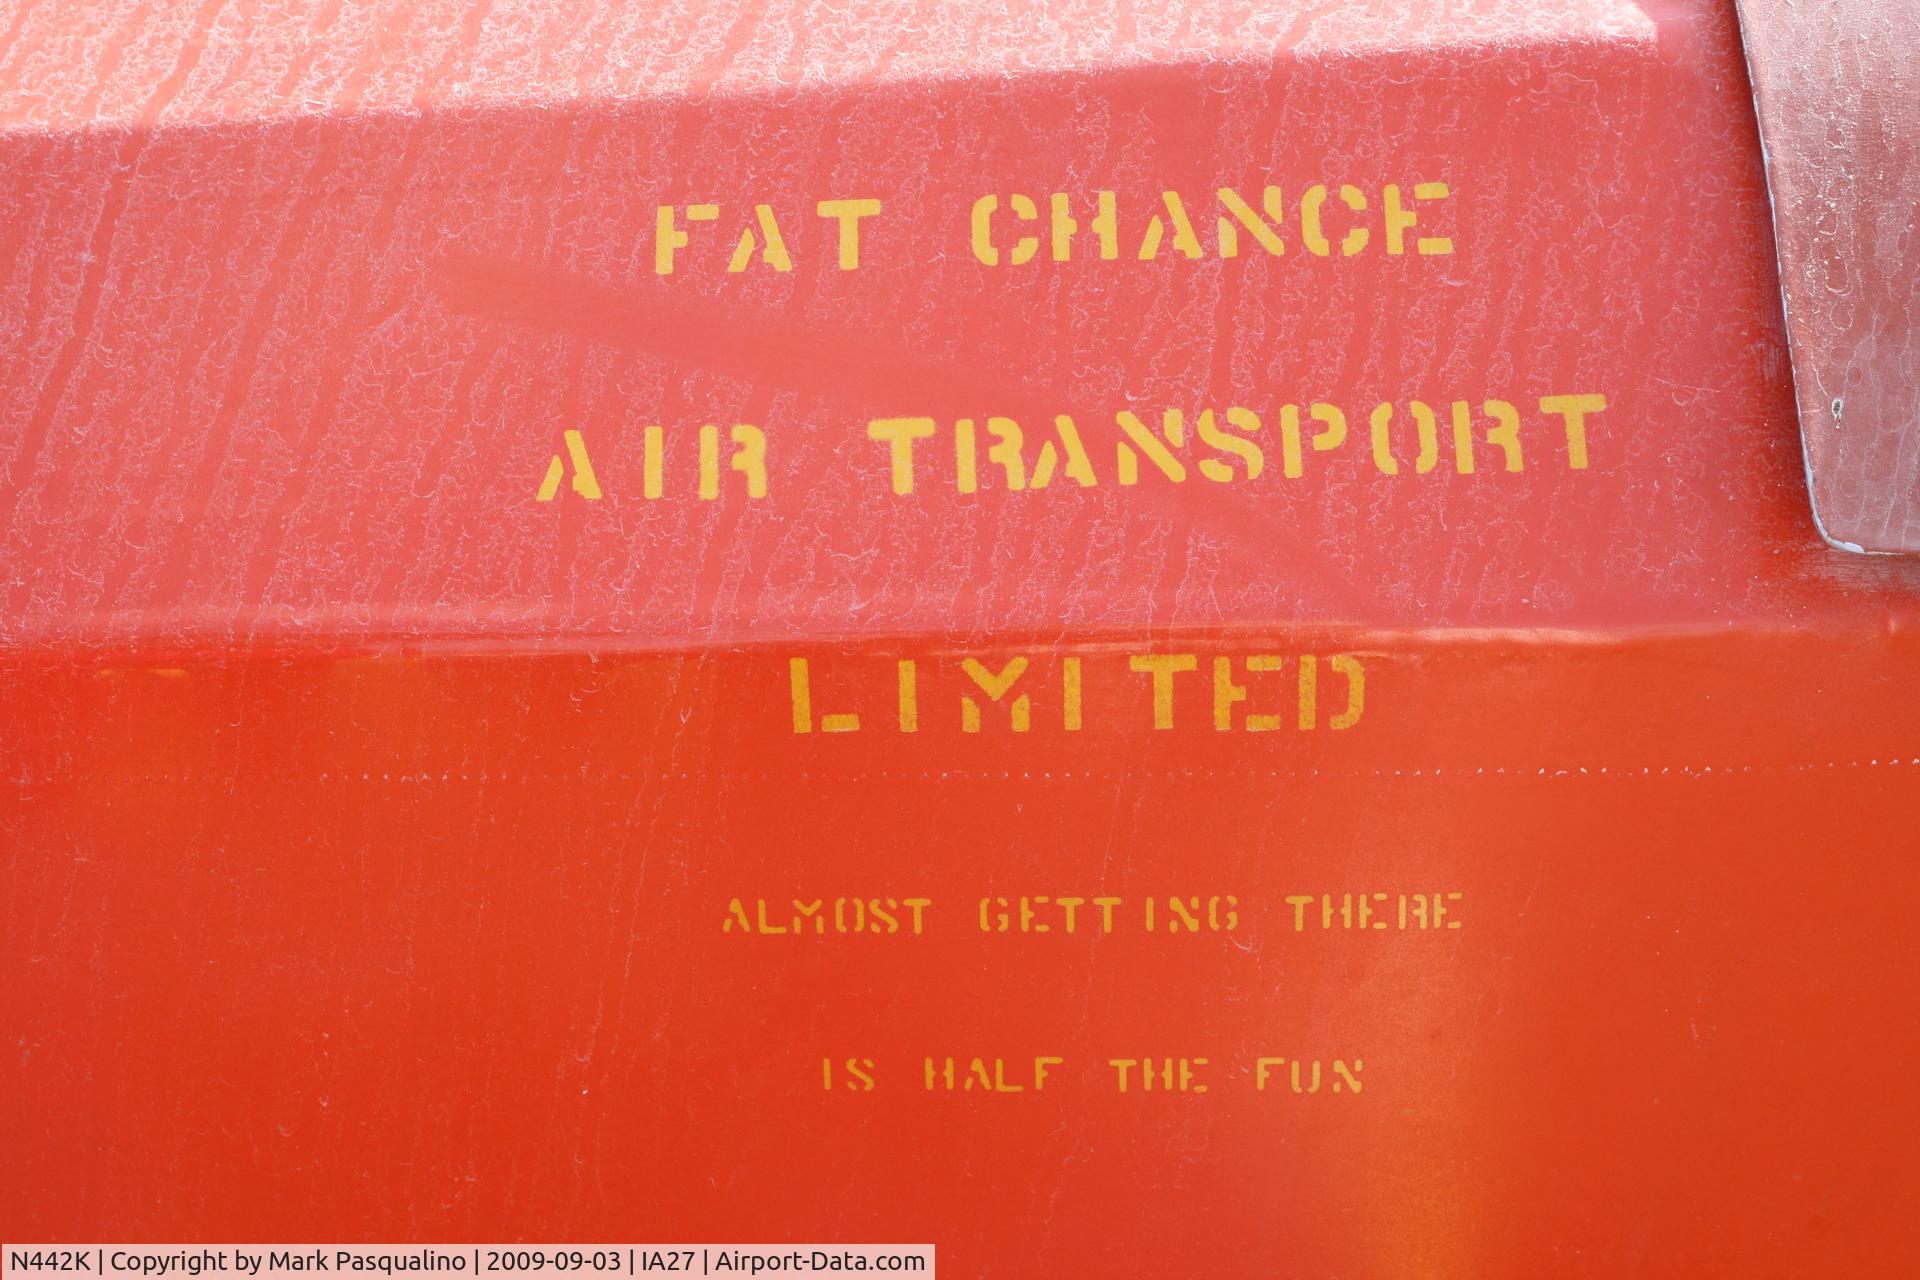 FAT CHANCE
AIR TRANSPORT
LIMITED
ALMOST GETTING THERE
IS HALF THE FUN
N442K | Copyright by Mark Pasqualino | 2009-09-03 | IA27 | Airport-Data.com